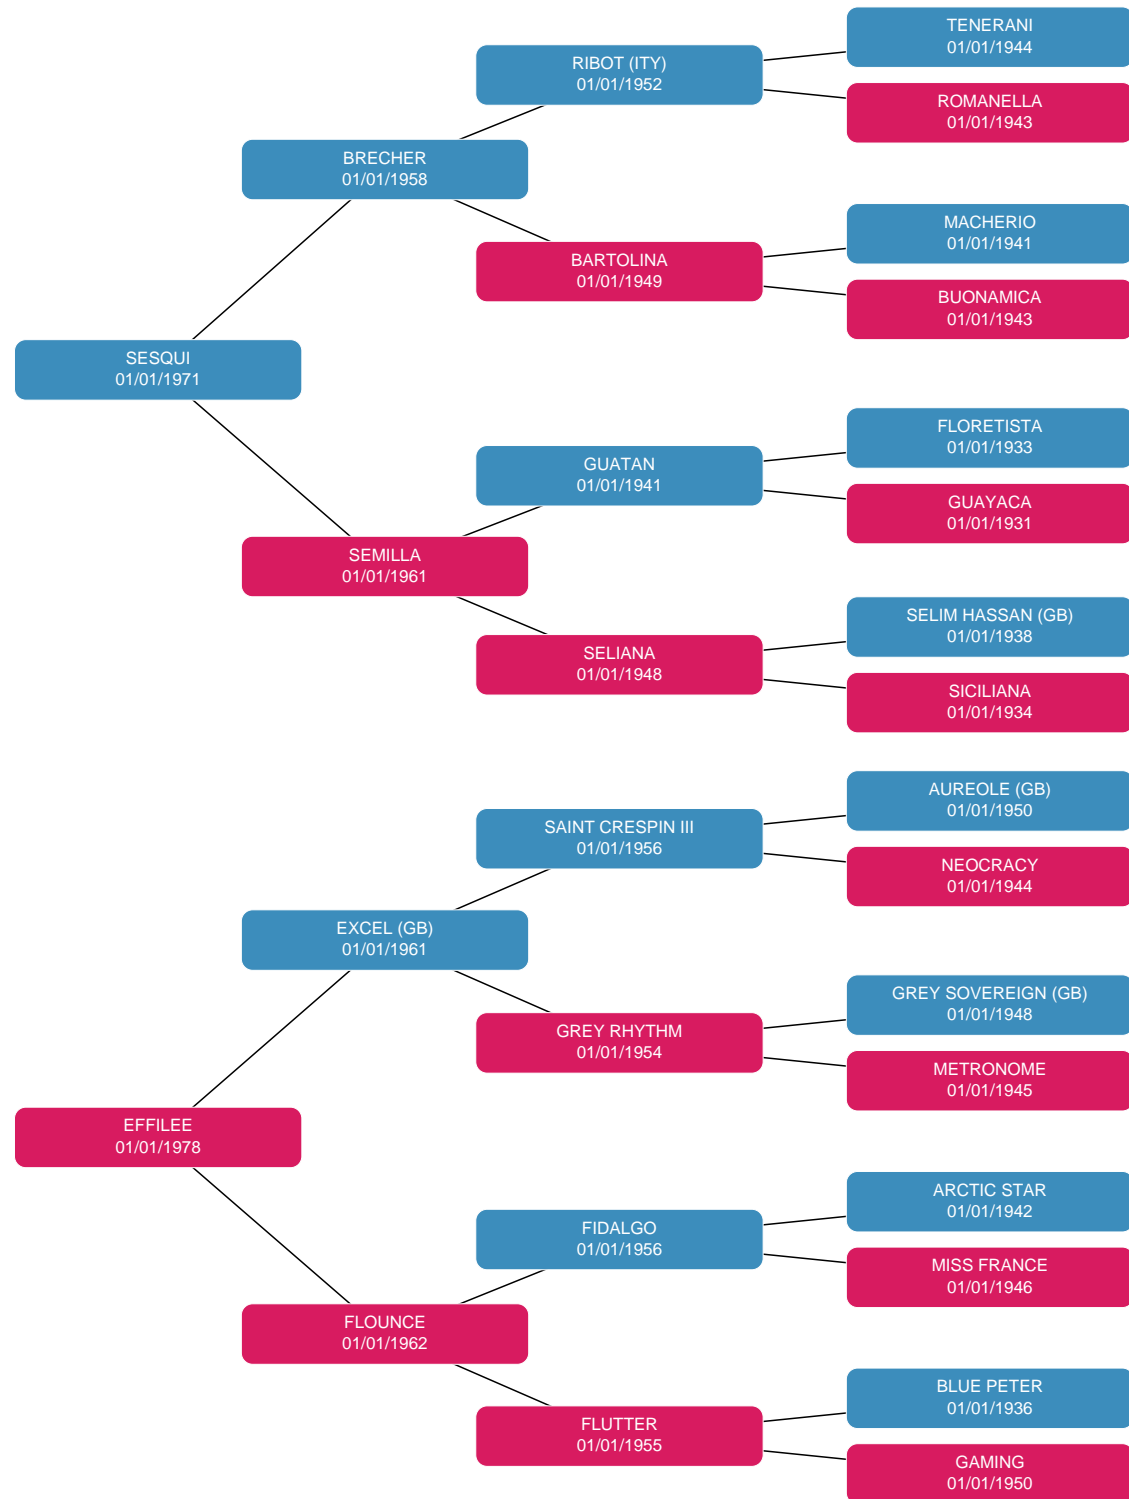 TENERANI
01/01/1944
RIBOT (ITY)
01/01/1952
ROMANELLA
01/01/1943
BRECHER
01/01/1958
MACHERIO
01/01/1941
BARTOLINA
01/01/1949
BUONAMICA
01/01/1943
SESQUI
01/01/1971
FLORETISTA
01/01/1933
GUATAN
01/01/1941
GUAYACA
01/01/1931
SEMILLA
01/01/1961
SELIM HASSAN (GB)
01/01/1938
SELIANA
01/01/1948
SICILIANA
01/01/1934
AUREOLE (GB)
01/01/1950
SAINT CRESPIN III
01/01/1956
NEOCRACY
01/01/1944
EXCEL (GB)
01/01/1961
GREY SOVEREIGN (GB)
01/01/1948
GREY RHYTHM
01/01/1954
METRONOME
01/01/1945
EFFILEE
01/01/1978
ARCTIC STAR
01/01/1942
FIDALGO
01/01/1956
MISS FRANCE
01/01/1946
FLOUNCE
01/01/1962
BLUE PETER
01/01/1936
FLUTTER
01/01/1955
GAMING
01/01/1950